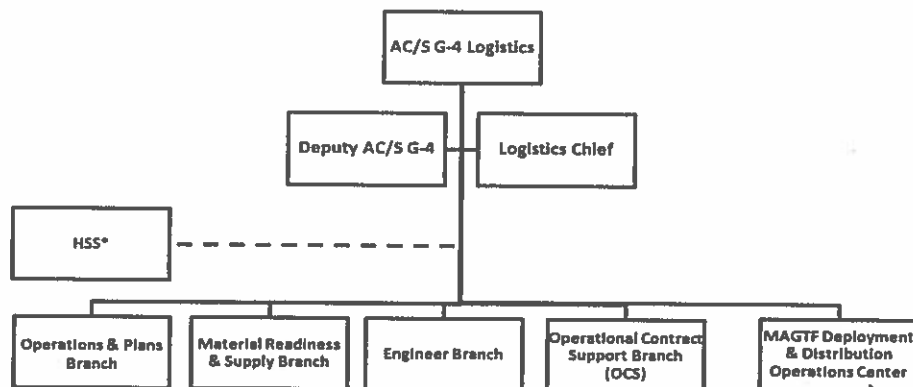 AC/S G-4 Logistics
Deputy AC/S G-4
Logistics Chief
HSS*
Operations & Plans
Branch
Material Readiness
& Supply Branch
Engineer Branch
Operational Contract
Support Branch
(OCS)
MAGTF Deployment
& Distribution
Operations Center